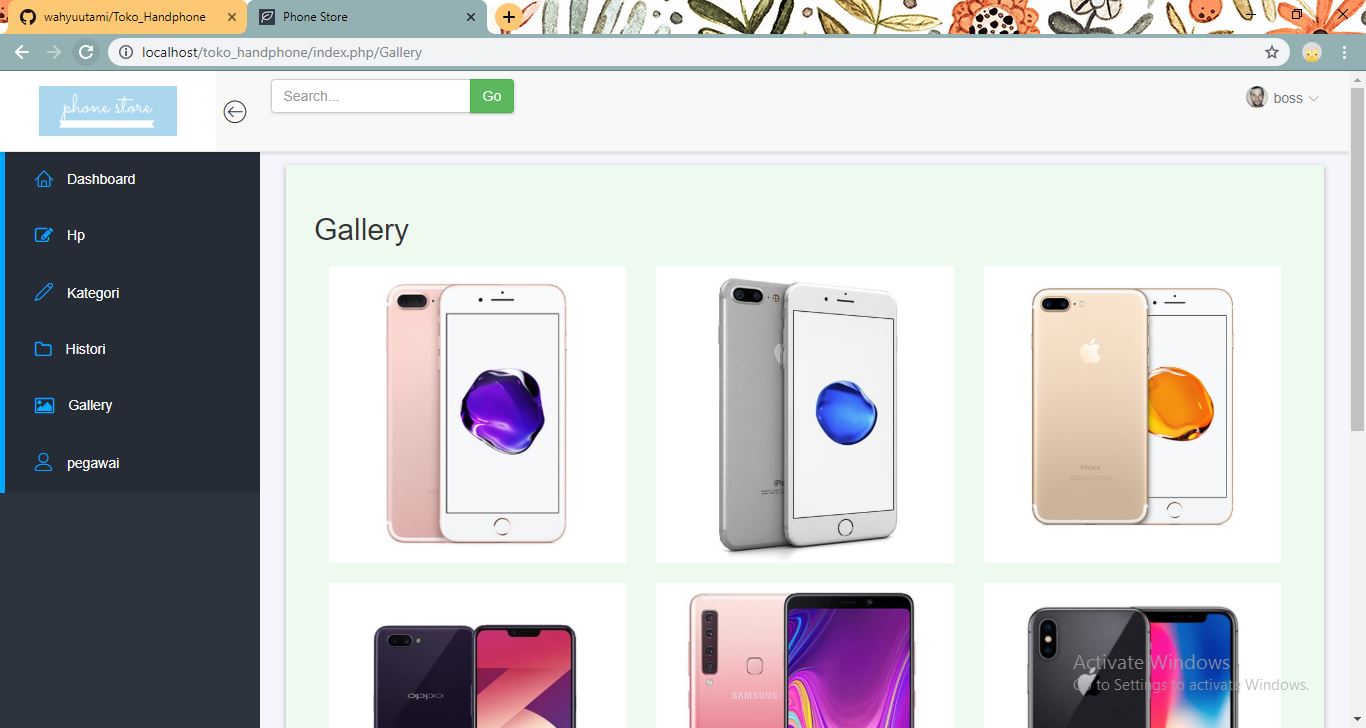 wahyuutami/Toko_Handphone
Phone Store
localhost/toko_handphone/index.php/Gallery
phone store
Search...
Go
boss
Dashboard
Hp
Kategori
Histori
Gallery
pegawai
Gallery
iPhone
oppo
SAMSUNG
Activate Windows
Go to Settings to activate Windows.